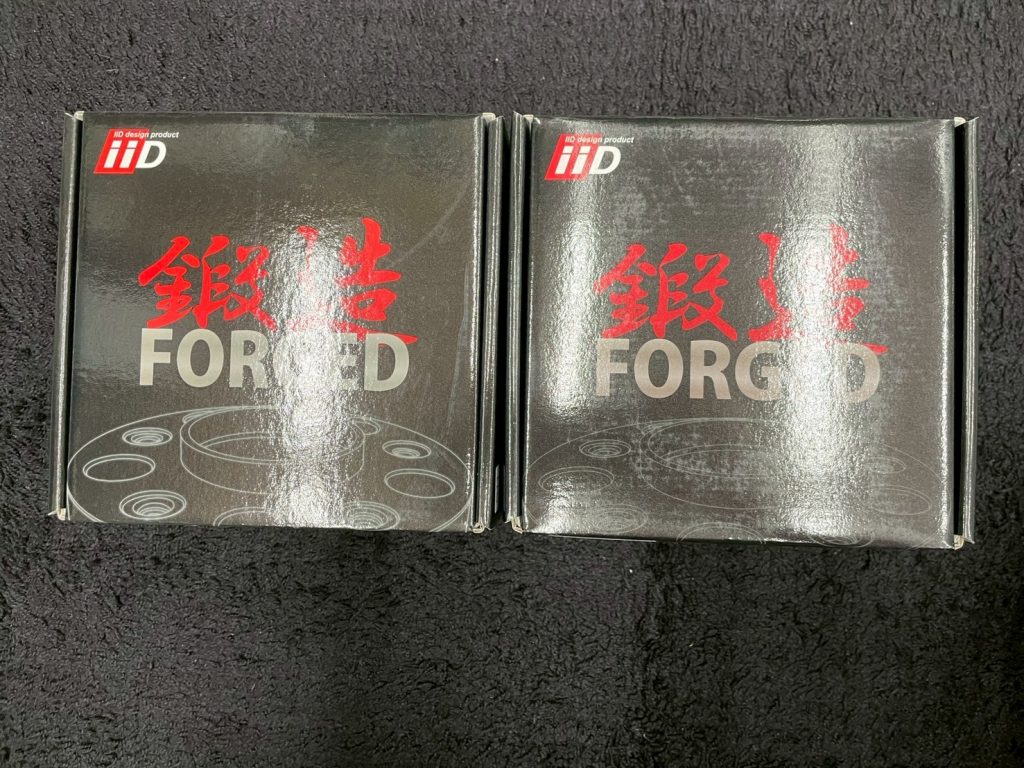 iiD design product
iiD
鍛造
FORGED
iiD design product
iiD
鍛造
FORGED